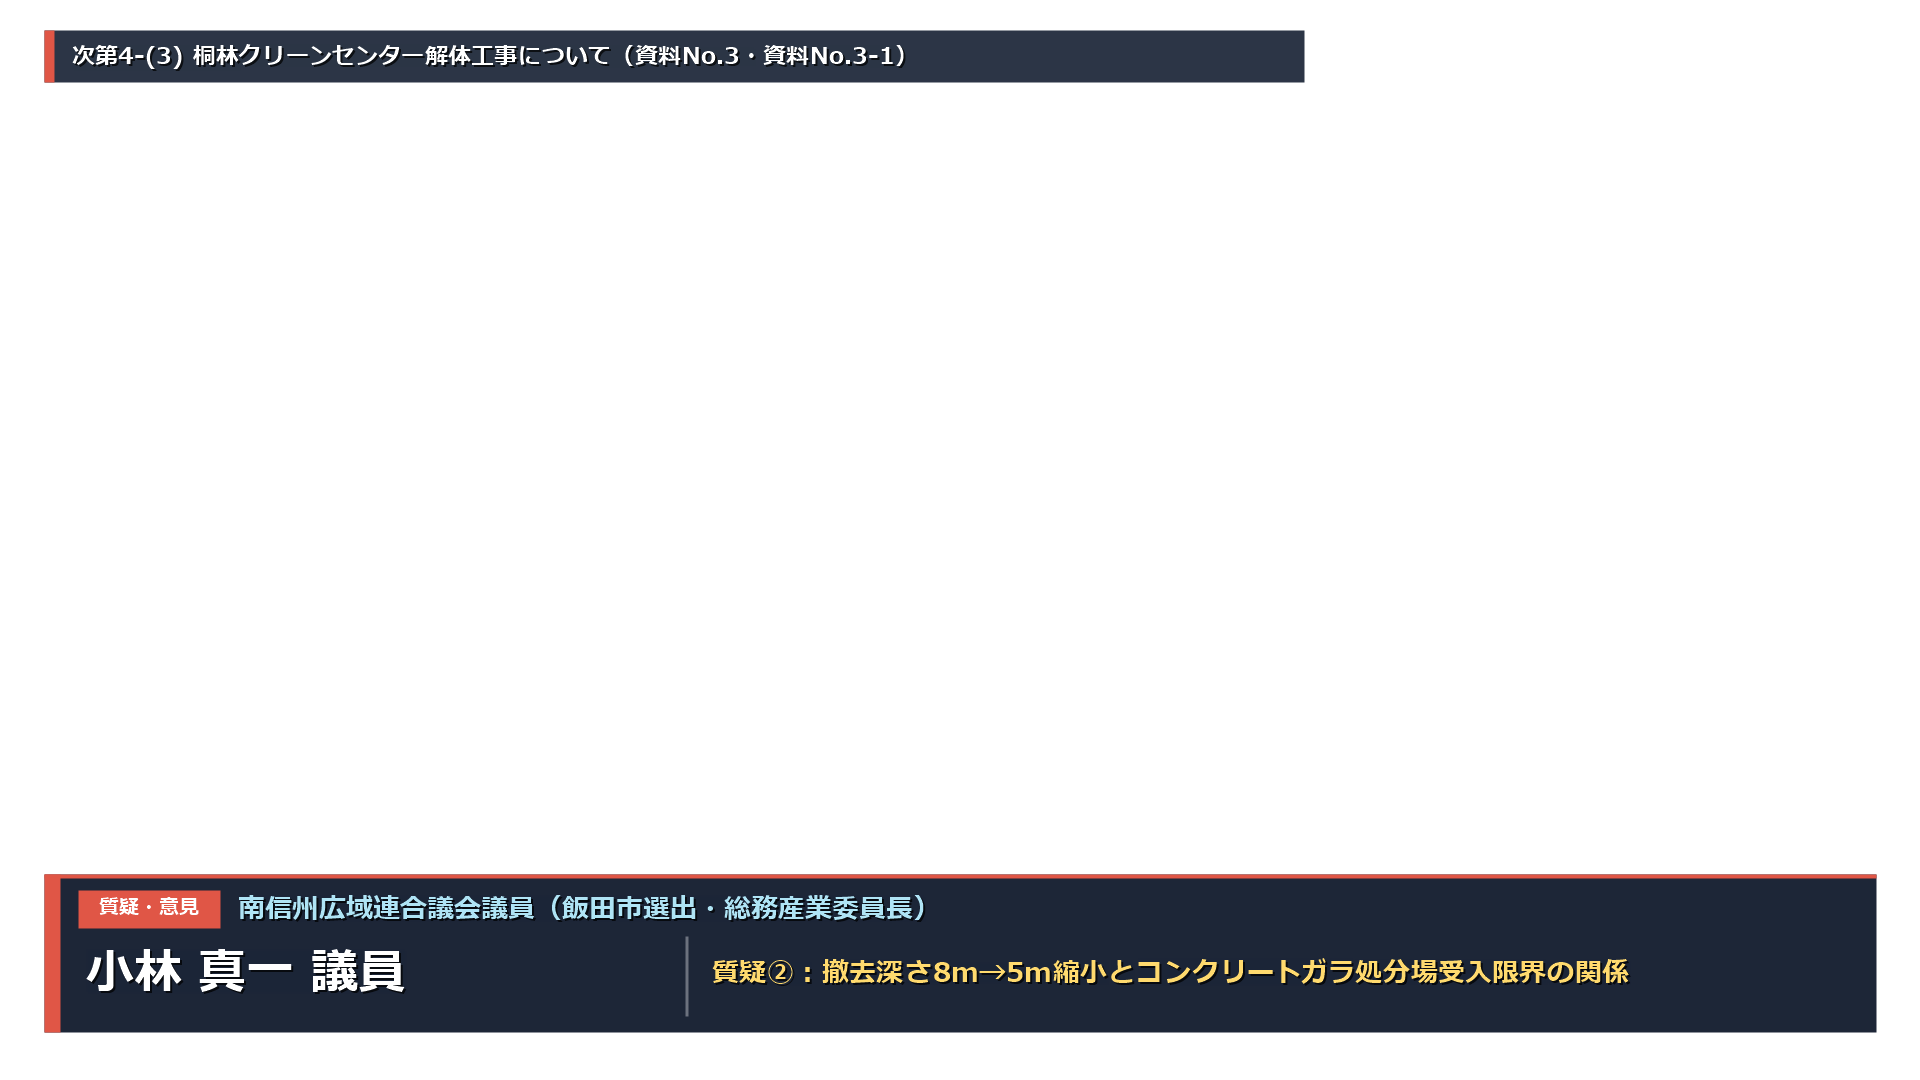 次第4-(3) 桐林クリーンセンター解体工事について（資料No.3・資料No.3-1）
質疑・意見
南信州広域連合議会議員（飯田市選出・総務産業委員長）
小林 真一 議員
質疑②：撤去深さ8m→5m縮小とコンクリートガラ処分場受入限界の関係